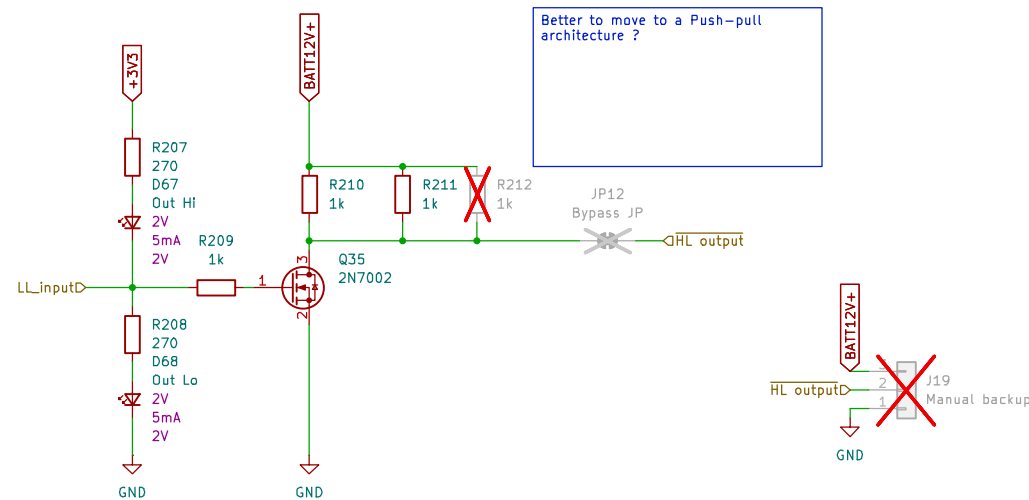 Better to move to a Push-pull
architecture ?
+3V3
BATT12V+
R207
270
D67
Out Hi
2V
5mA
2V
R210
1k
R211
1k
R212
1k
JP12
Bypass JP
HL output
R209
1k
Q35
2N7002
3
1
2
LL_input
R208
270
D68
Out Lo
2V
5mA
2V
GND
GND
BATT12V+
HL output
3
2
1
J19
Manual backup
GND